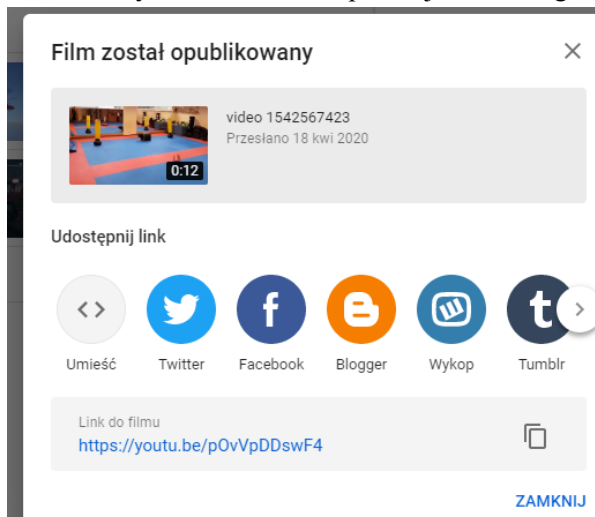 Film został opublikowany
video 1542567423
Przesłano 18 kwi 2020
0:12
Udostępnij link
Umieść
Twitter
Facebook
Blogger
Wykop
Tumblr
Link do filmu
https://youtu.be/pOvVpDDswF4
ZAMKNIJ